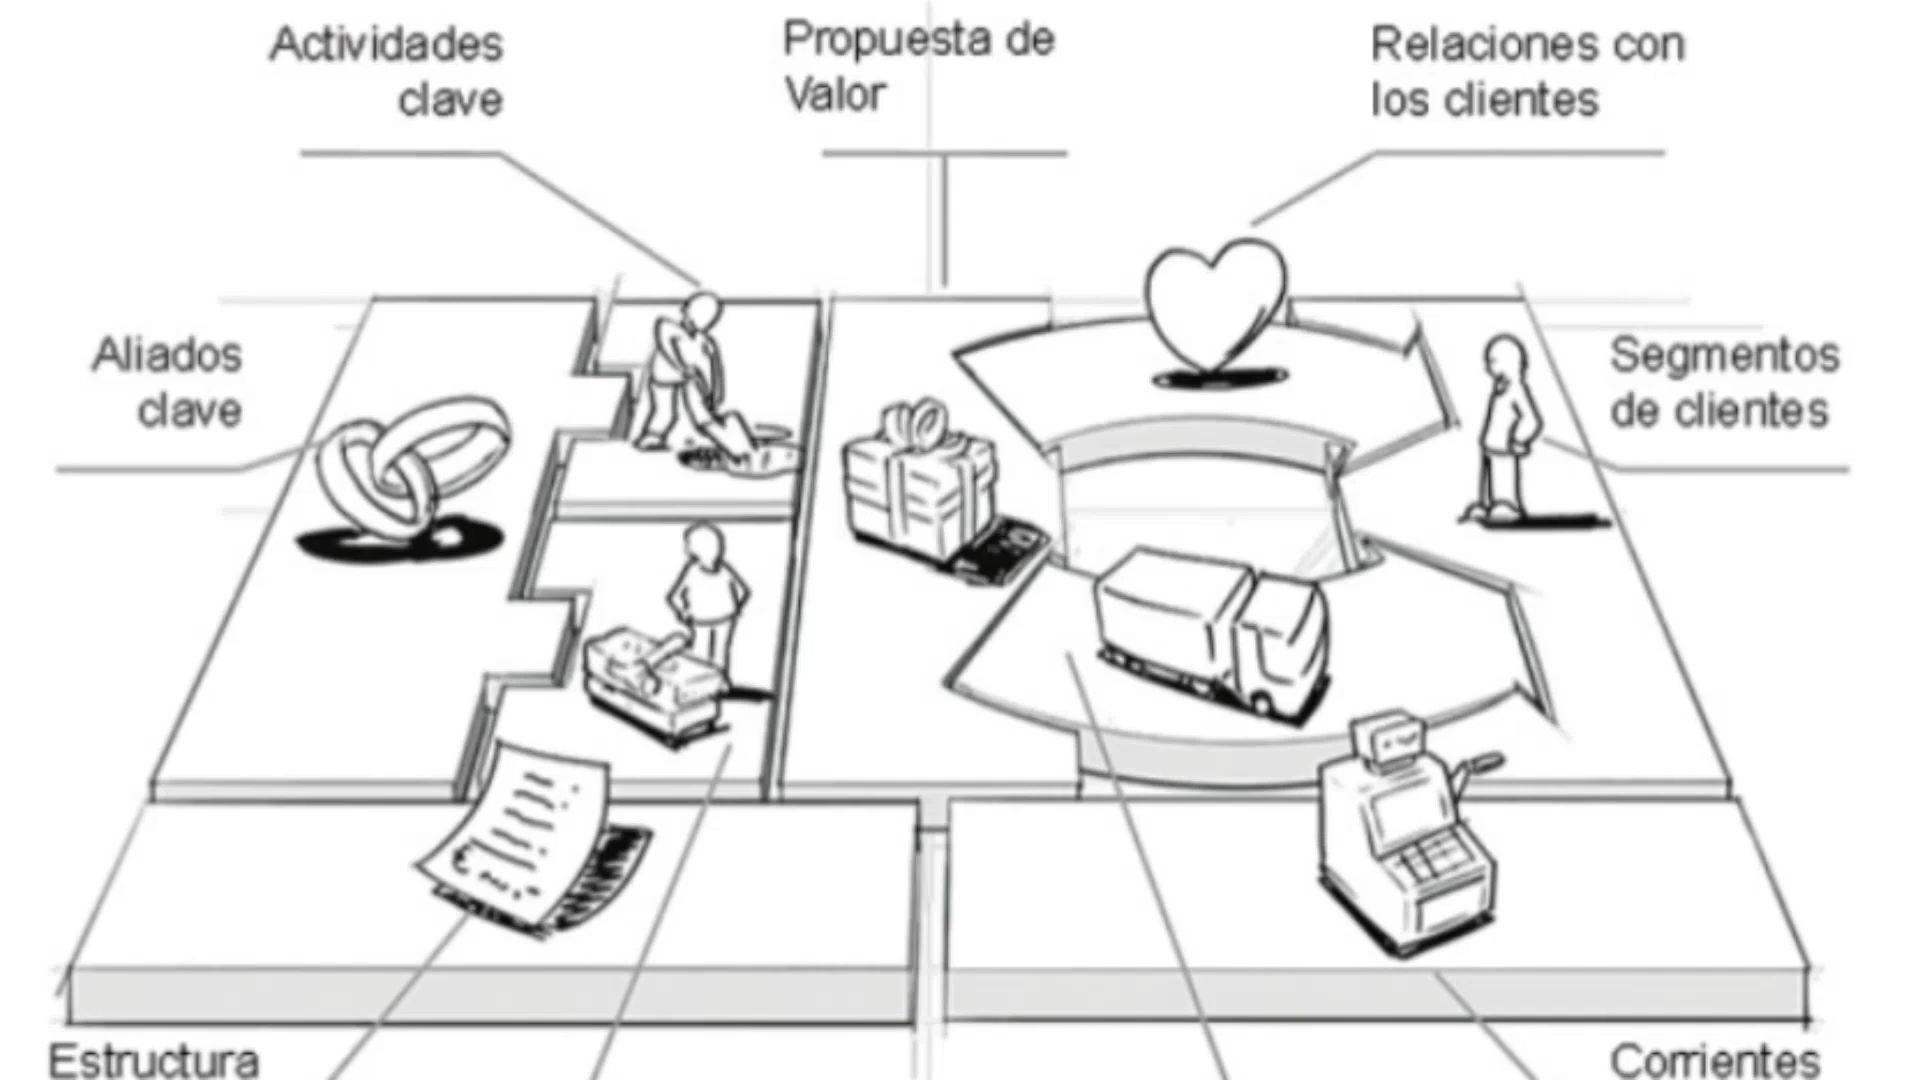 Actividades
clave
Propuesta de
Valor
Relaciones con
los clientes
Aliados
clave
Segmentos
de clientes
Estructura
Corrientes